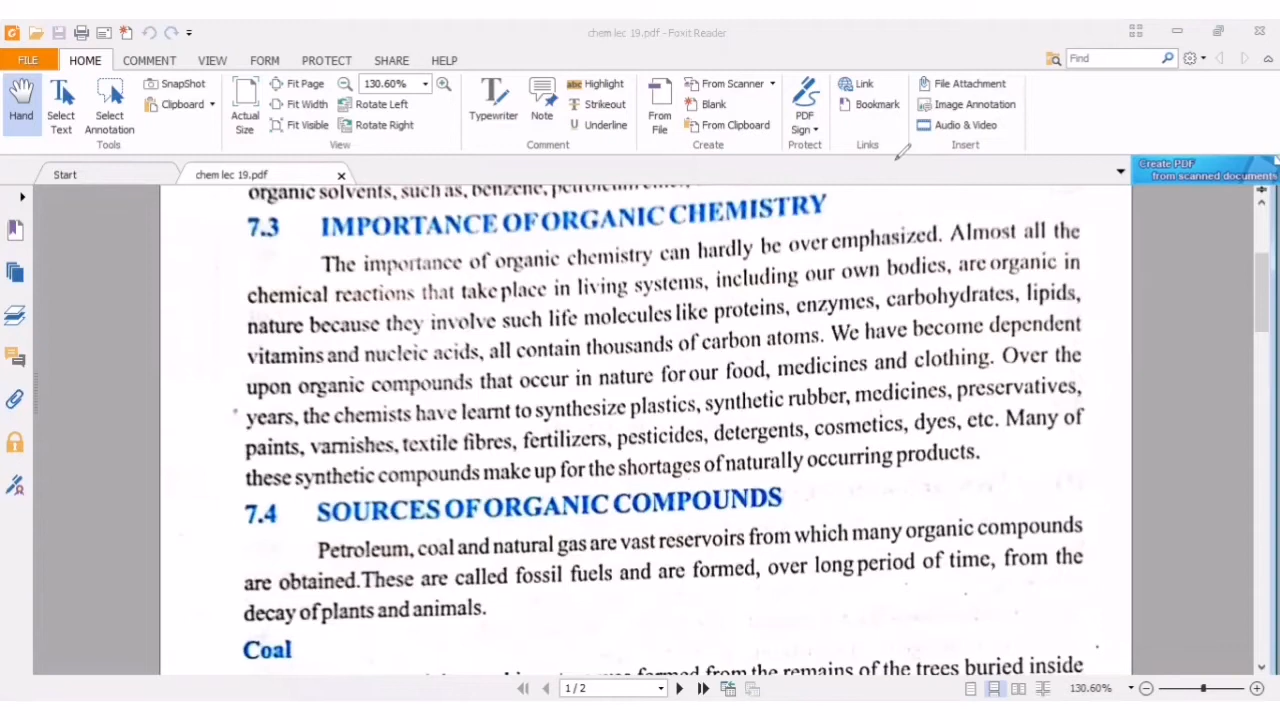 chem lec 19.pdf - Foxit Reader
FILE HOME COMMENT VIEW FORM PROTECT SHARE HELP
Find
Hand
Select Text
Select Annotation
SnapShot
Clipboard
Tools
Actual Size
Fit Page
Fit Width
Fit Visible
130.60%
Rotate Left
Rotate Right
View
Typewriter
Note
Highlight
Strikeout
Underline
Comment
From File
From Scanner
Blank
From Clipboard
Create
PDF Sign
Protect
Link
Bookmark
Links
File Attachment
Image Annotation
Audio & Video
Insert
Start
chem lec 19.pdf
Create PDF
from scanned documents
organic solvents, such as, benzene, petroleum
7.3 IMPORTANCE OF ORGANIC CHEMISTRY
The importance of organic chemistry can hardly be over emphasized. Almost all the
chemical reactions that take place in living systems, including our own bodies, are organic in
nature because they involve such life molecules like proteins, enzymes, carbohydrates, lipids,
vitamins and nucleic acids, all contain thousands of carbon atoms. We have become dependent
upon organic compounds that occur in nature for our food, medicines and clothing. Over the
years, the chemists have learnt to synthesize plastics, synthetic rubber, medicines, preservatives,
paints, varnishes, textile fibres, fertilizers, pesticides, detergents, cosmetics, dyes, etc. Many of
these synthetic compounds make up for the shortages of naturally occurring products.
7.4 SOURCES OF ORGANIC COMPOUNDS
Petroleum, coal and natural gas are vast reservoirs from which many organic compounds
are obtained.These are called fossil fuels and are formed, over long period of time, from the
decay of plants and animals.
Coal
formed from the remains of the trees buried inside
1 / 2
130.60%